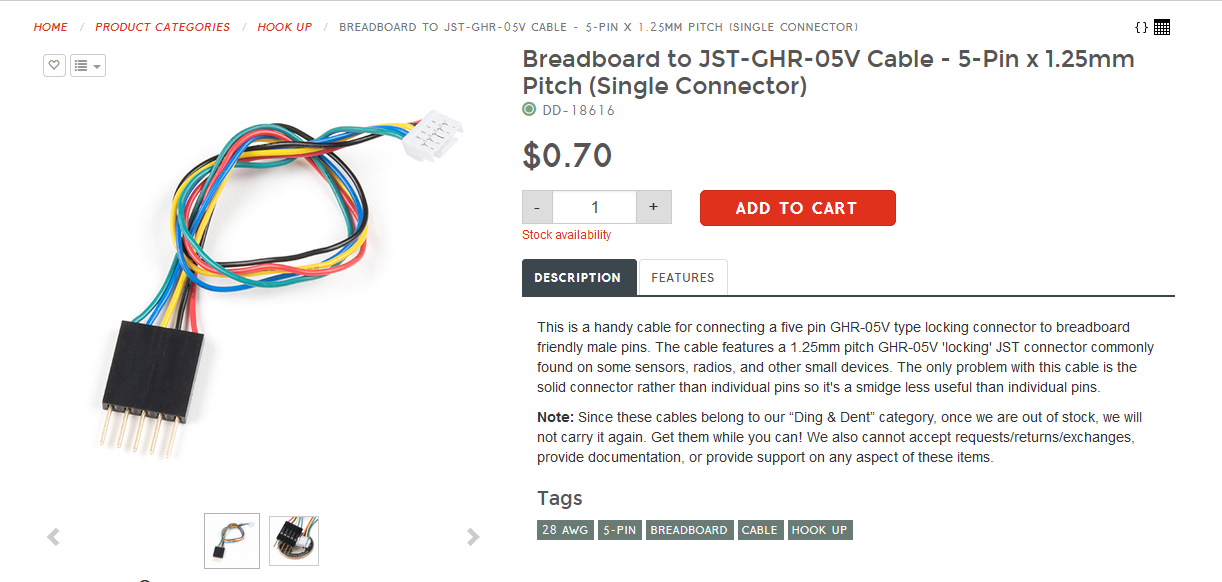 HOME / PRODUCT CATEGORIES / HOOK UP / BREADBOARD TO JST-GHR-05V CABLE - 5-PIN X 1.25MM PITCH (SINGLE CONNECTOR)
{ }
Breadboard to JST-GHR-05V Cable - 5-Pin x 1.25mm
Pitch (Single Connector)
DD-18616
$0.70
- 1 +
ADD TO CART
Stock availability
DESCRIPTION
FEATURES
This is a handy cable for connecting a five pin GHR-05V type locking connector to breadboard
friendly male pins. The cable features a 1.25mm pitch GHR-05V 'locking' JST connector commonly
found on some sensors, radios, and other small devices. The only problem with this cable is the
solid connector rather than individual pins so it's a smidge less useful than individual pins.
Note: Since these cables belong to our “Ding & Dent” category, once we are out of stock, we will
not carry it again. Get them while you can! We also cannot accept requests/returns/exchanges,
provide documentation, or provide support on any aspect of these items.
Tags
28 AWG 5-PIN BREADBOARD CABLE HOOK UP